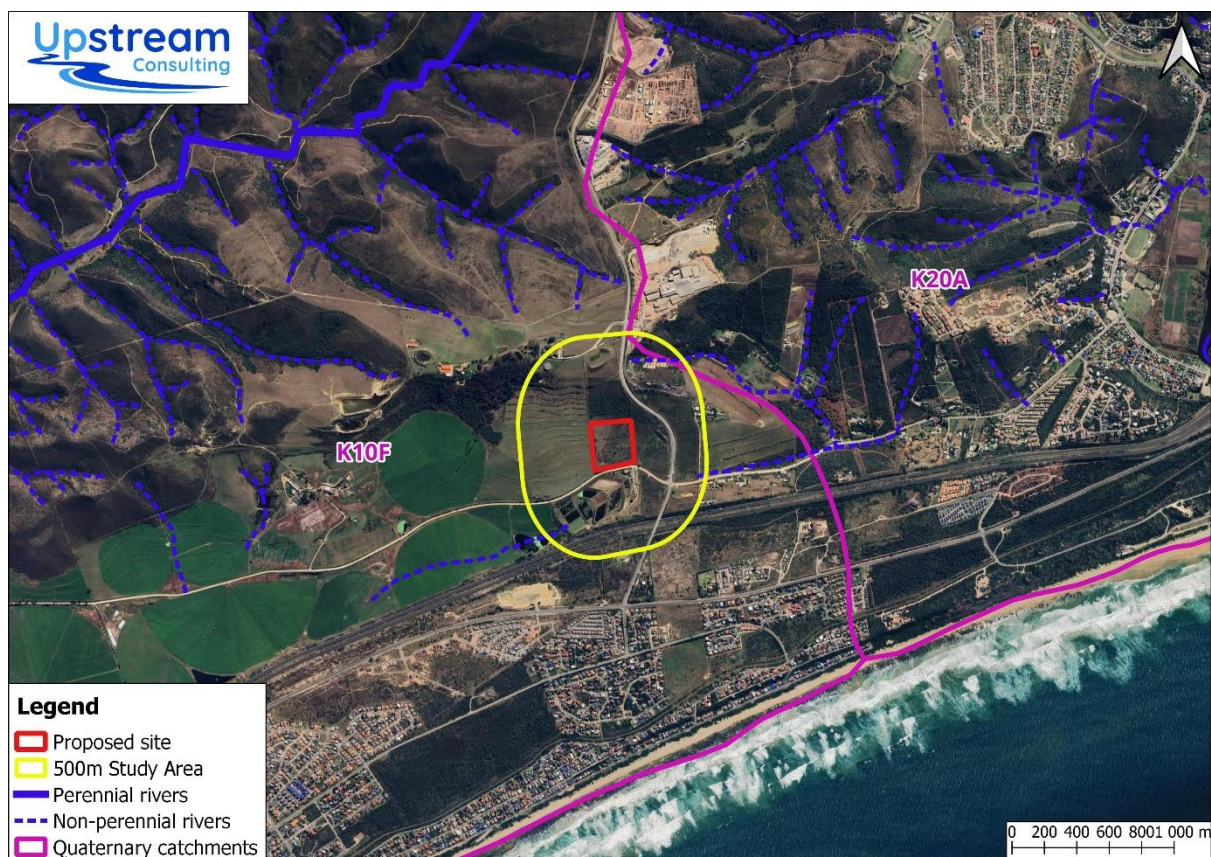 Upstream
Consulting
K20A
K10F
Legend
Proposed site
500m Study Area
Perennial rivers
Non-perennial rivers
Quaternary catchments
0 200 400 600 8001 000 m